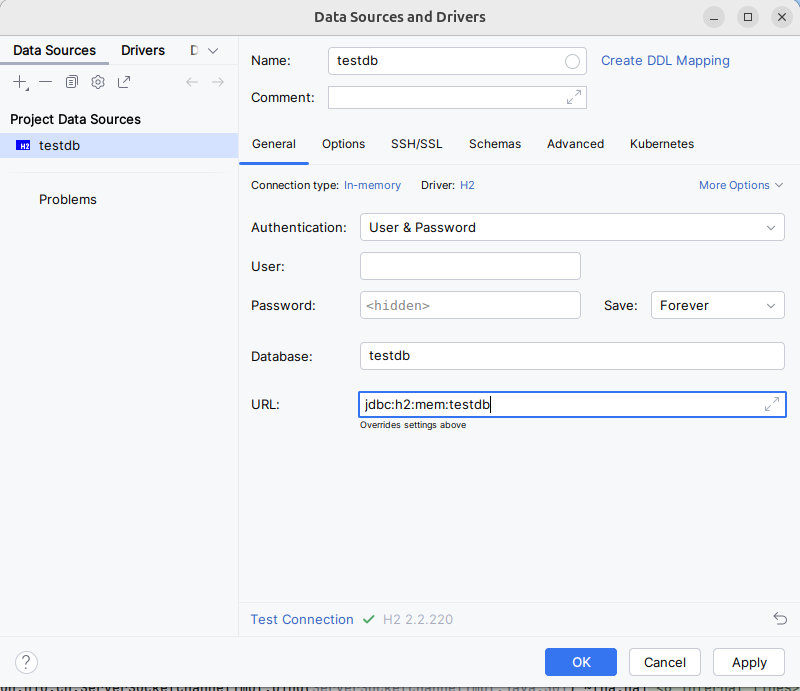 Data Sources and Drivers
Data Sources Drivers D
Project Data Sources
H2 testdb
Problems
Name: testdb Create DDL Mapping
Comment:
General Options SSH/SSL Schemas Advanced Kubernetes
Connection type: In-memory Driver: H2 More Options
Authentication: User & Password
User:
Password: <hidden> Save: Forever
Database: testdb
URL: jdbc:h2:mem:testdb
Overrides settings above
Test Connection H2 2.2.220
? OK Cancel Apply